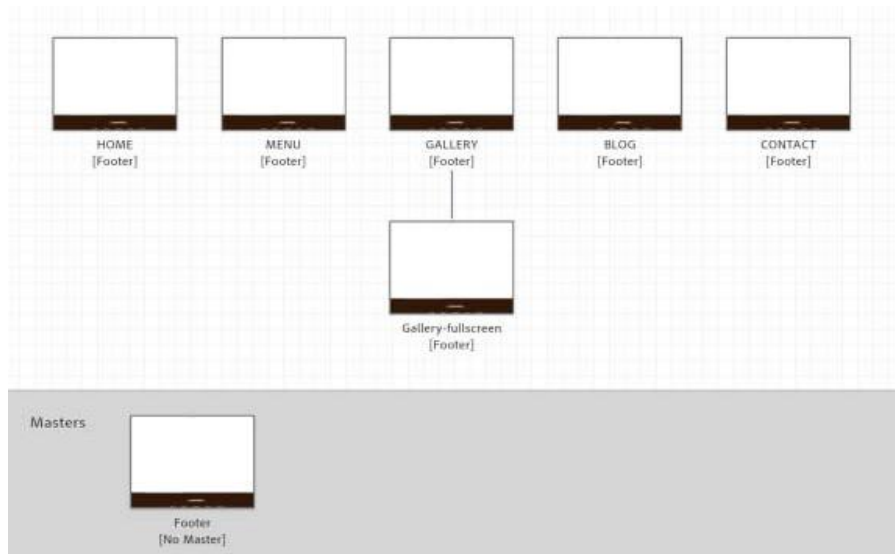 HOME
[Footer]
MENU
[Footer]
GALLERY
[Footer]
BLOG
[Footer]
CONTACT
[Footer]
Gallery-fullscreen
[Footer]
Masters
Footer
[No Master]